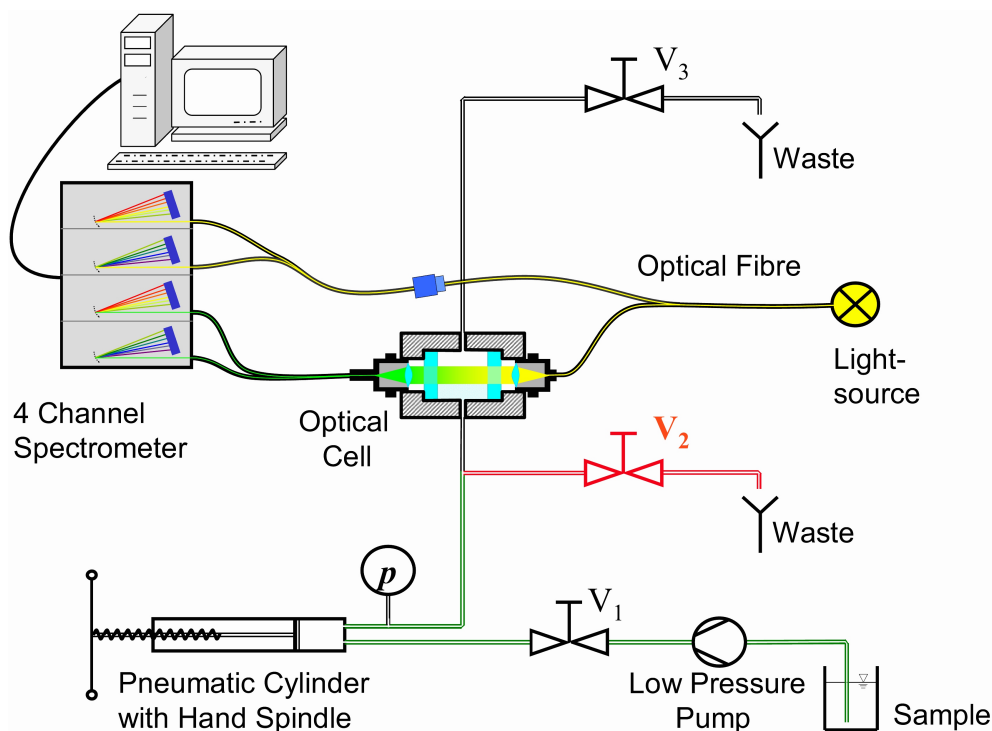 V3
Waste
Optical Fibre
Light-
source
4 Channel
Spectrometer
Optical
Cell
V2
Waste
p
V1
Pneumatic Cylinder
with Hand Spindle
Low Pressure
Pump
Sample